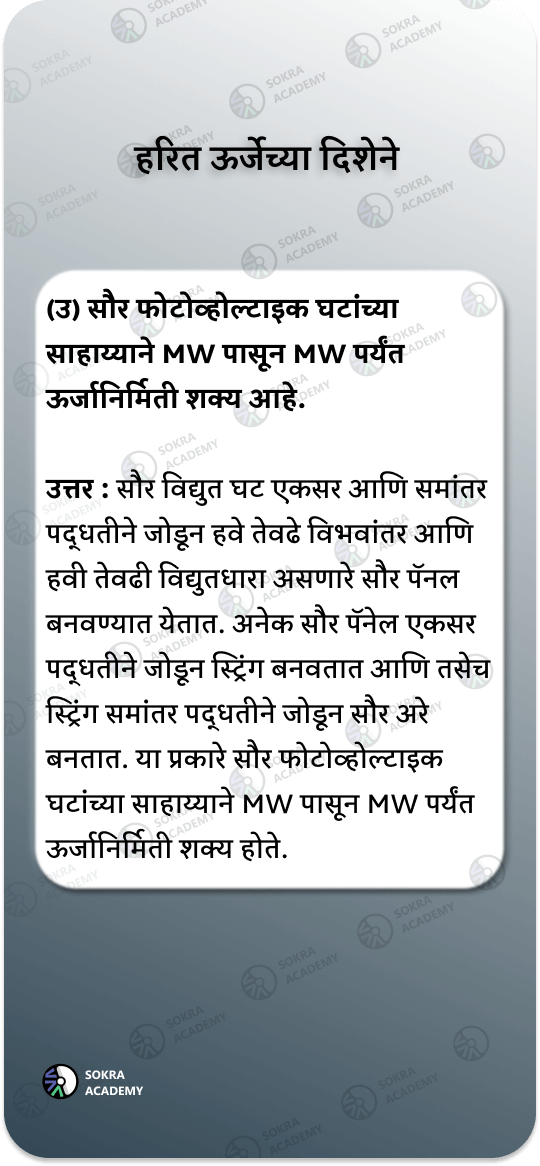 हरित ऊर्जेच्या दिशेने
(उ) सौर फोटोव्होल्टाइक घटांच्या
साहाय्याने MW पासून MW पर्यंत
ऊर्जानिर्मिती शक्य आहे.
उत्तर : सौर विद्युत घट एकसर आणि समांतर
पद्धतीने जोडून हवे तेवढे विभवांतर आणि
हवी तेवढी विद्युतधारा असणारे सौर पॅनल
बनवण्यात येतात. अनेक सौर पॅनेल एकसर
पद्धतीने जोडून स्ट्रिंग बनवतात आणि तसेच
स्ट्रिंग समांतर पद्धतीने जोडून सौर अरे
बनतात. या प्रकारे सौर फोटोव्होल्टाइक
घटांच्या साहाय्याने MW पासून MW पर्यंत
ऊर्जानिर्मिती शक्य होते.
SOKRA
ACADEMY